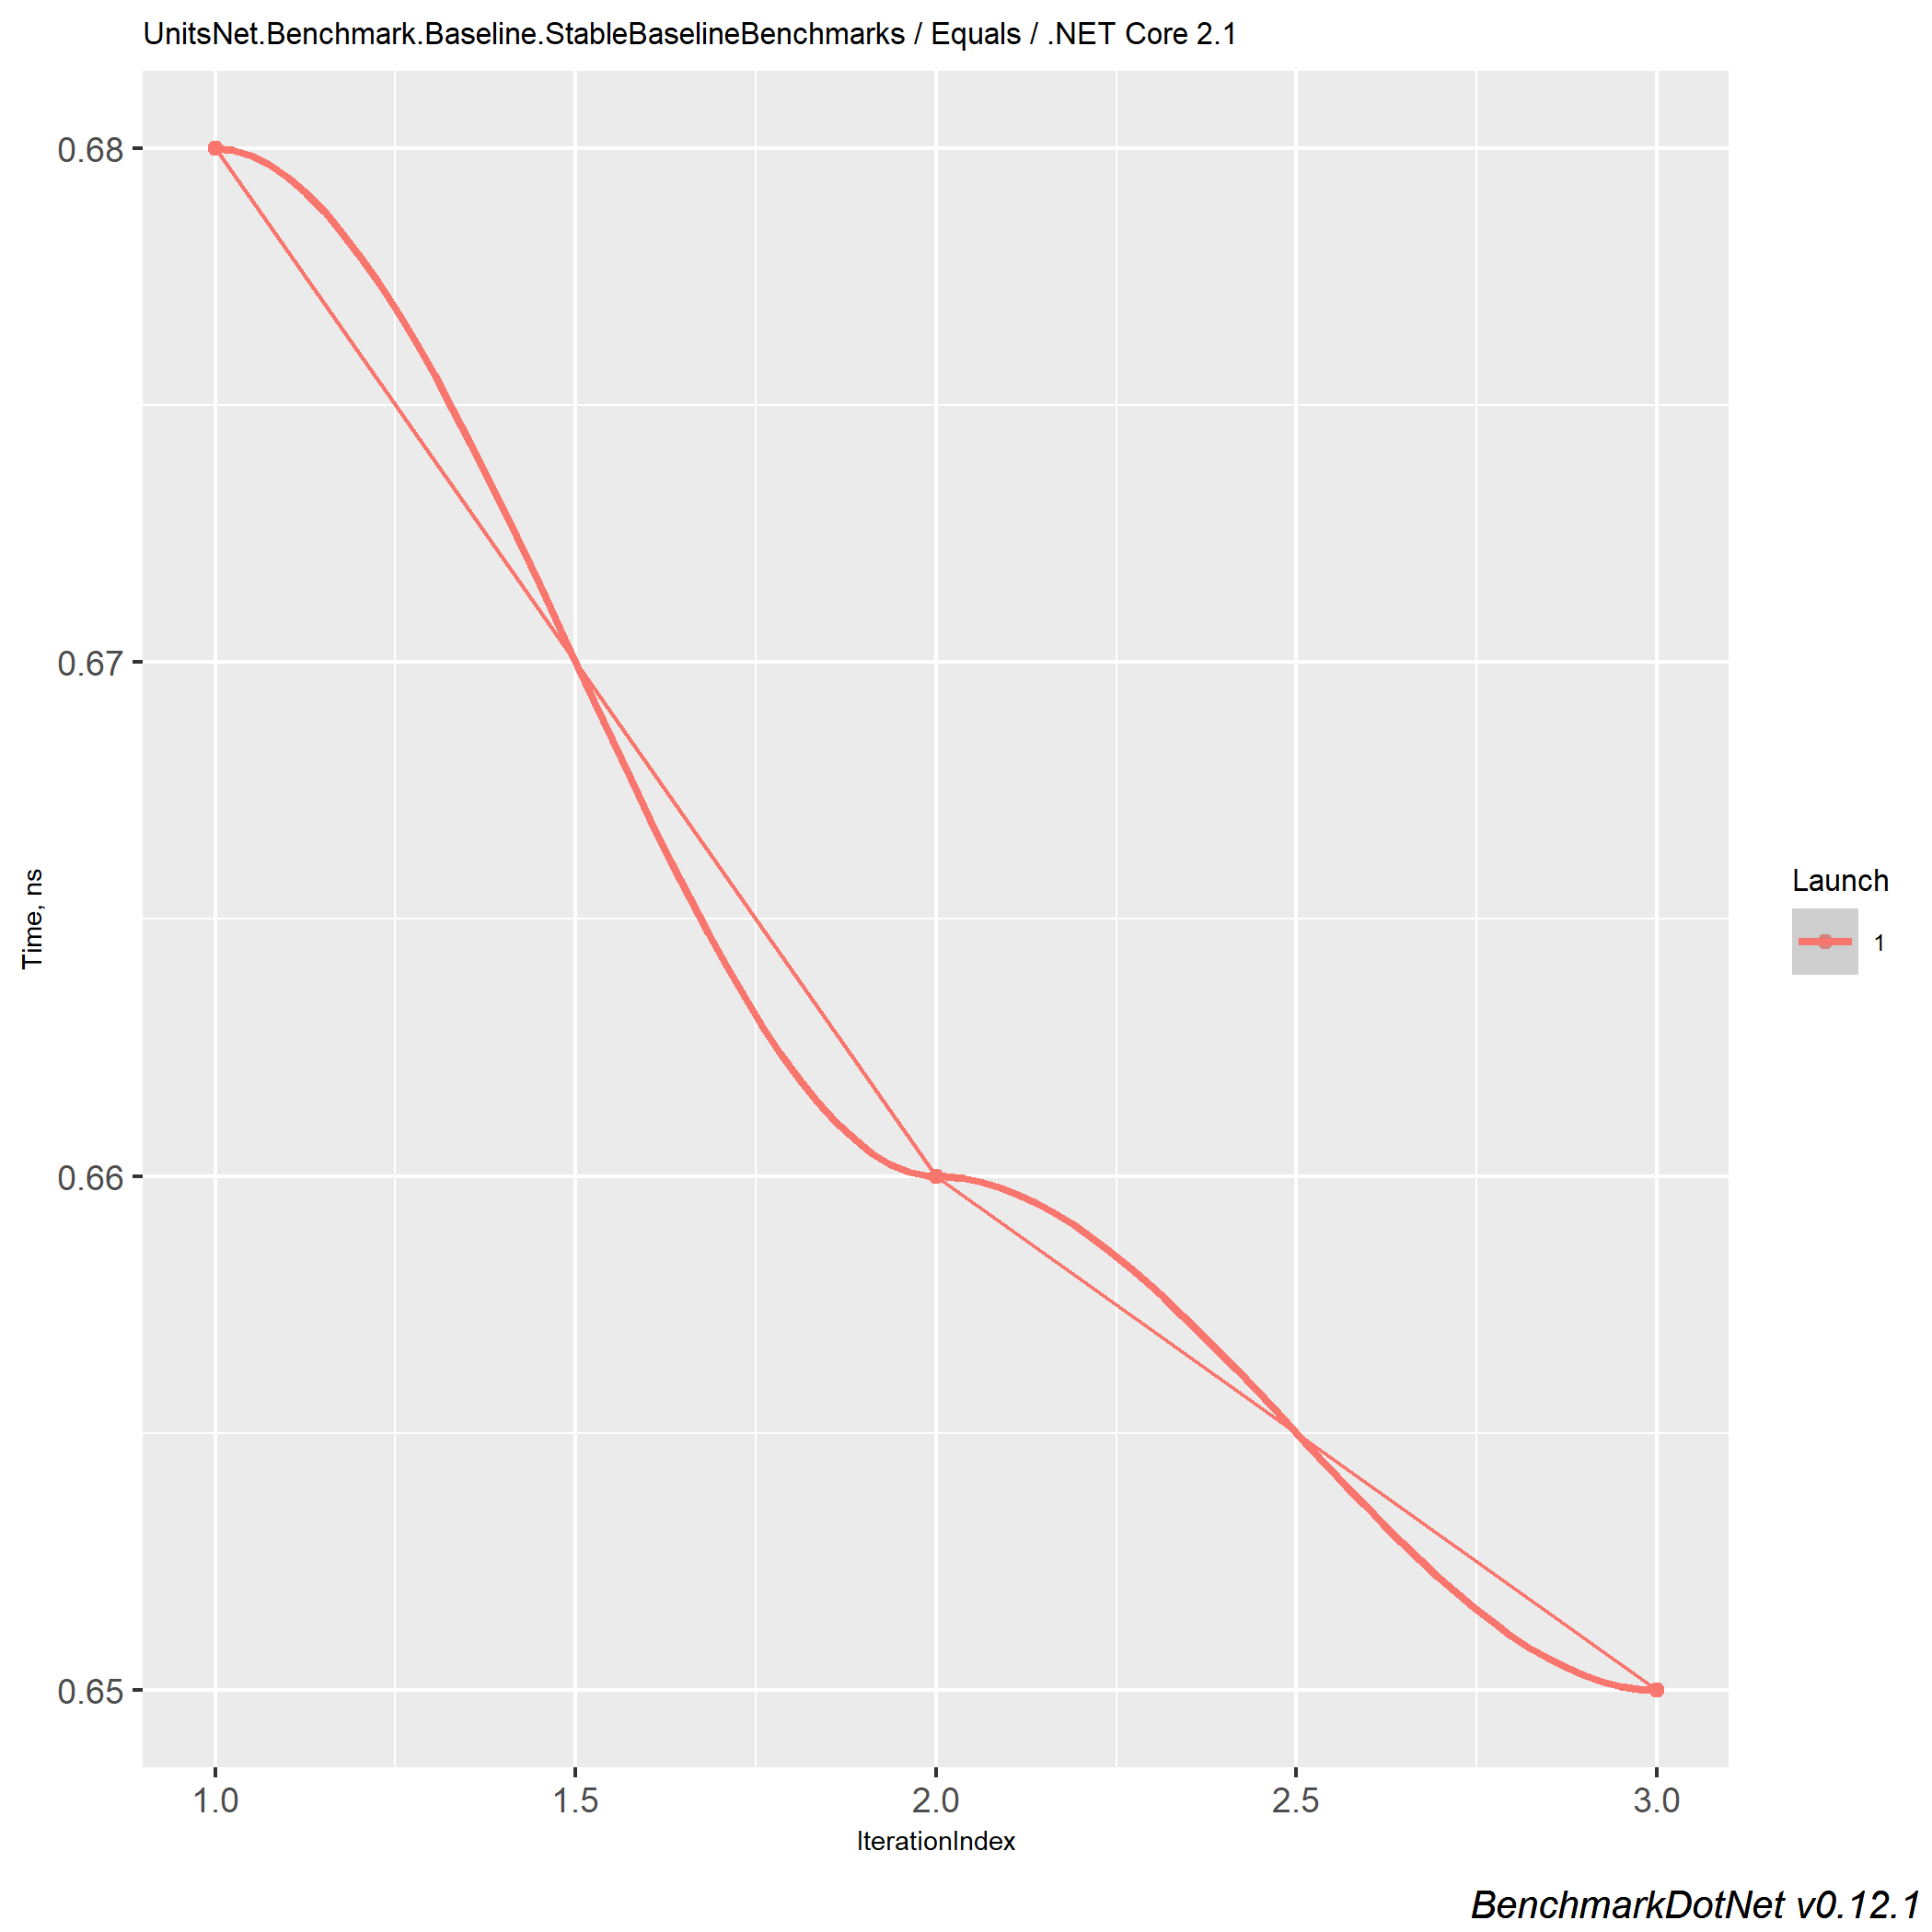 UnitsNet.Benchmark.Baseline.StableBaselineBenchmarks / Equals / .NET Core 2.1
0.68
0.67
0.66
0.65
Time, ns
1.0 1.5 2.0 2.5 3.0
IterationIndex
Launch
1
BenchmarkDotNet v0.12.1